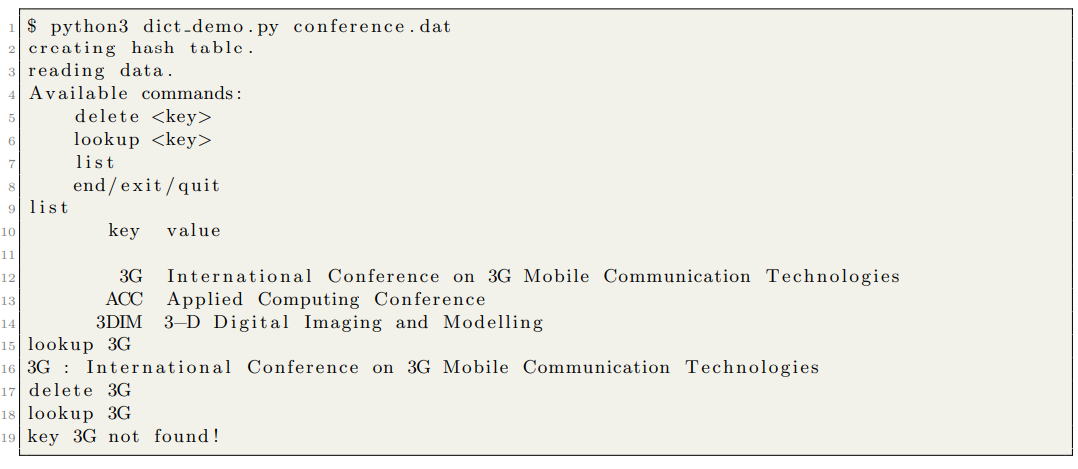 1 $ python3 dict_demo.py conference.dat
2 creating hash table.
3 reading data.
4 Available commands:
5 delete <key>
6 lookup <key>
7 list
8 end/exit/quit
9 list
10 key value
11
12 3G International Conference on 3G Mobile Communication Technologies
13 ACC Applied Computing Conference
14 3DIM 3–D Digital Imaging and Modelling
15 lookup 3G
16 3G : International Conference on 3G Mobile Communication Technologies
17 delete 3G
18 lookup 3G
19 key 3G not found!